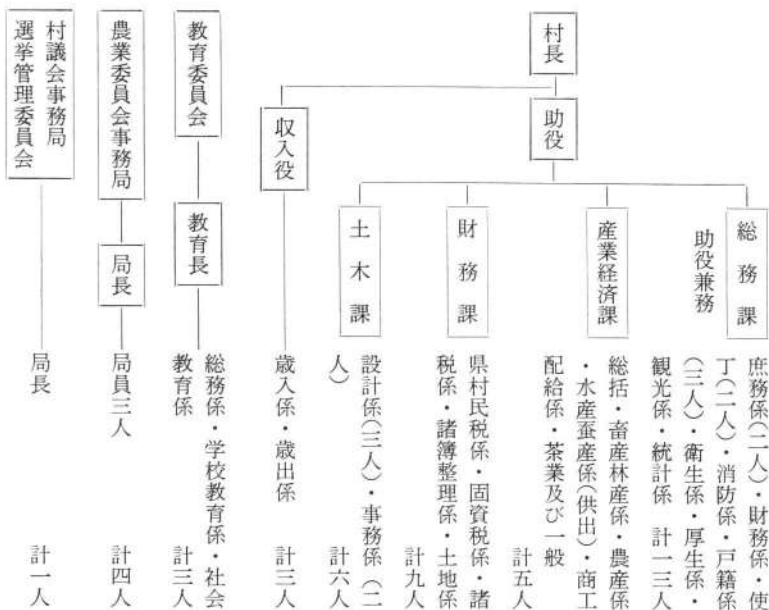 村長
助役
総務課
助役兼務
庶務係(二人)・財務係・使
丁(二人)・消防係・戸籍係
(三人)・衛生係・厚生係・
観光係・統計係 計一三人
産業経済課
総括・畜産林産係・農産係
・水産蚕産係(供出)・商工
配給係・茶業及び一般
計五人
財務課
県村民税係・固資税係・諸
税係・諸簿整理係・土地係
計九人
土木課
設計係(三人)・事務係(二
人)
計六人
収入役
歳入係・歳出係
計三人
教育委員会
教育長
総務係・学校教育係・社会
教育係
計三人
農業委員会事務局
局長
局員三人
計四人
村議会事務局
選挙管理委員会
局長
計一人